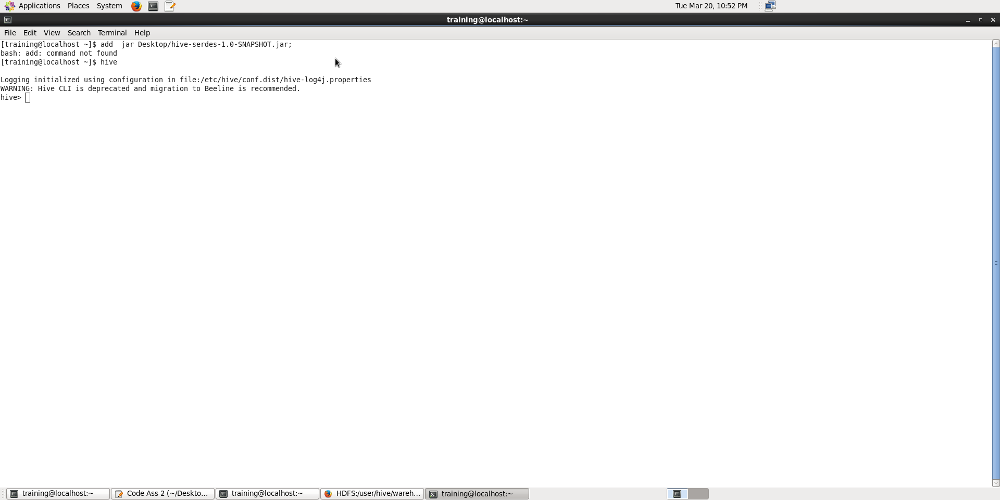 Applications Places System Tue Mar 20, 10:52 PM
training@localhost:~
File Edit View Search Terminal Help
[training@localhost ~]$ add  jar Desktop/hive-serdes-1.0-SNAPSHOT.jar;
bash: add: command not found
[training@localhost ~]$ hive
Logging initialized using configuration in file:/etc/hive/conf.dist/hive-log4j.properties
WARNING: Hive CLI is deprecated and migration to Beeline is recommended.
hive>
training@localhost:~ Code Ass 2 (~/Deskto... training@localhost:~ HDFS:/user/hive/wareh... training@localhost:~